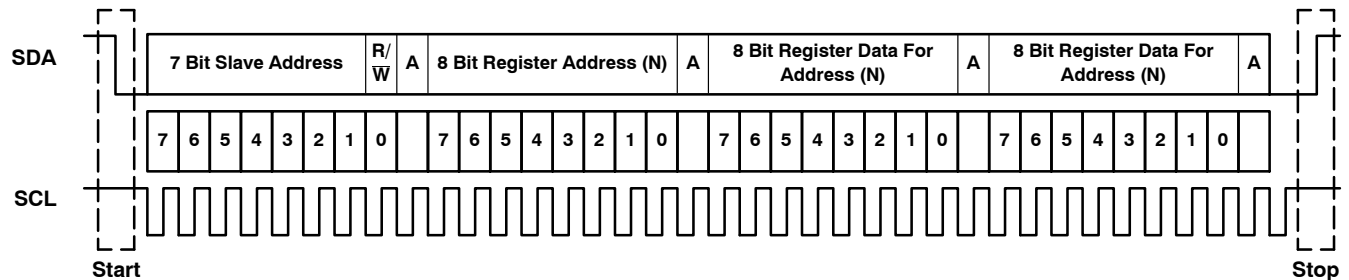 SDA
7 Bit Slave Address
R/
W
A
8 Bit Register Address (N)
A
8 Bit Register Data For
Address (N)
A
8 Bit Register Data For
Address (N)
A
7 6 5 4 3 2 1 0 7 6 5 4 3 2 1 0 7 6 5 4 3 2 1 0 7 6 5 4 3 2 1 0
SCL
Start
Stop